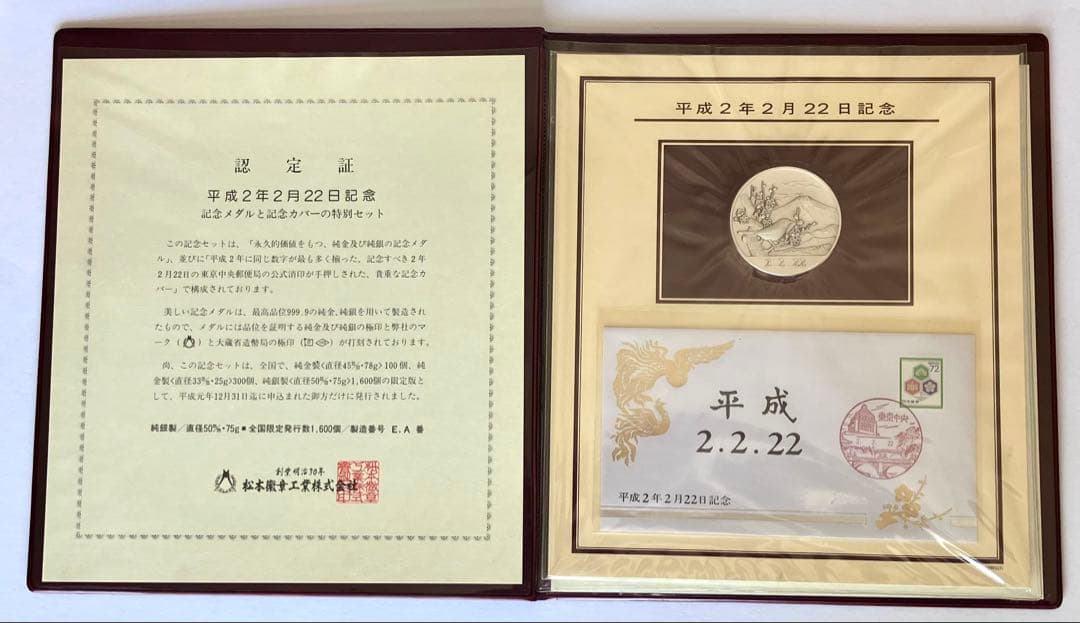 認定証
平成2年2月22日記念
記念メダルと記念カバーの特別セット
この記念セットは、「永久的価値をもつ、純金及び純銀の記念メダ
ル」、並びに「平成2年に同じ数字が最も多く揃った、記念すべき2年
2月22日の東京中央郵便局の公式消印が手押しされた、貴重な記念カ
バー」で構成されております。
美しい記念メダルは、最高品位999.9の純金、純銀を用いて製造され
たもので、メダルには品位を証明する純金及び純銀の極印と弊社のマ
ーク()と大蔵省造幣局の極印()が打刻されております。
尚、この記念セットは、全国で、純金製<直径45㎜・78g>100個、純
金製<直径33㎜・25g>300個、純銀製<直径50㎜・75g>1,600個の限定版と
して、平成元年12月31日迄に申込まれた御方だけに発行されました。
純銀製/直径50㎜・75g■全国限定発行数1,600個/製造番号 E.A 番
創業明治30年
松本徽章工業株式会社
平成2年2月22日記念
2.2.22
平成
2.2.22
平成2年2月22日記念
72
東京中央